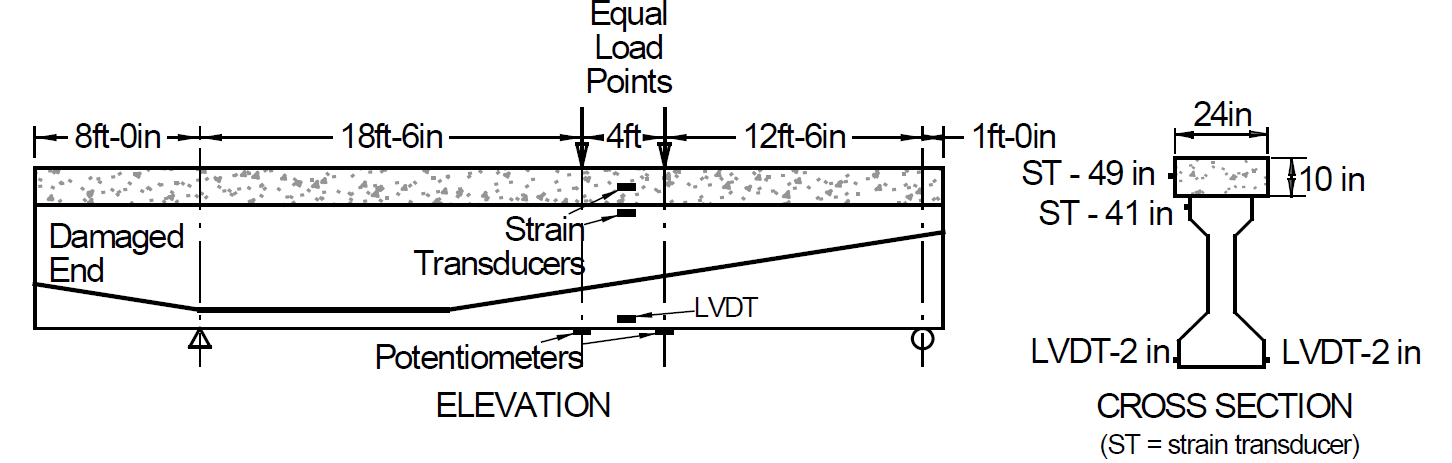 Equal
Load
Points
8ft-0in
18ft-6in
4ft
12ft-6in
1ft-0in
Damaged
End
Strain
Transducers
LVDT
Potentiometers
ELEVATION
24in
ST - 49 in
10 in
ST - 41 in
LVDT-2 in
LVDT-2 in
CROSS SECTION
(ST = strain transducer)